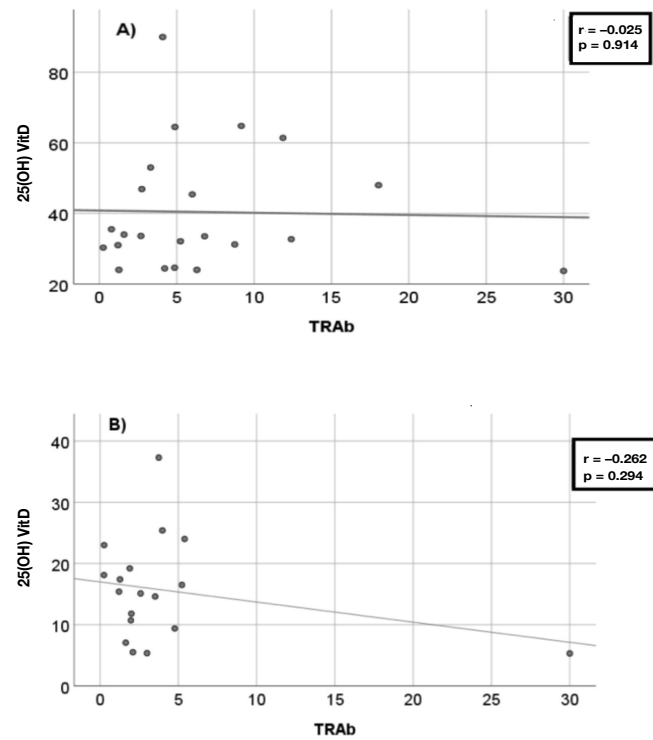 A)
r = –0.025
p = 0.914
25(OH) VitD
80
60
40
20
0 5 10 15 20 25 30
TRAb
B)
r = –0.262
p = 0.294
25(OH) VitD
40
30
20
10
0
0 5 10 15 20 25 30
TRAb